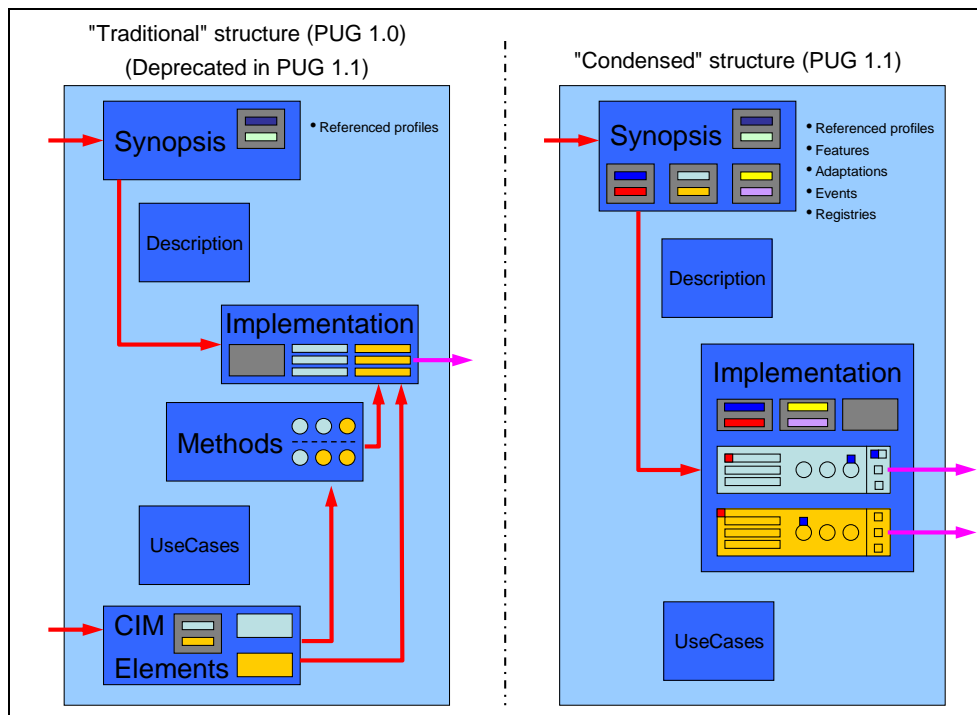 "Traditional" structure (PUG 1.0)
(Deprecated in PUG 1.1)
Synopsis
• Referenced profiles
Description
Implementation
Methods
UseCases
CIM
Elements
"Condensed" structure (PUG 1.1)
Synopsis
• Referenced profiles
• Features
• Adaptations
• Events
• Registries
Description
Implementation
UseCases